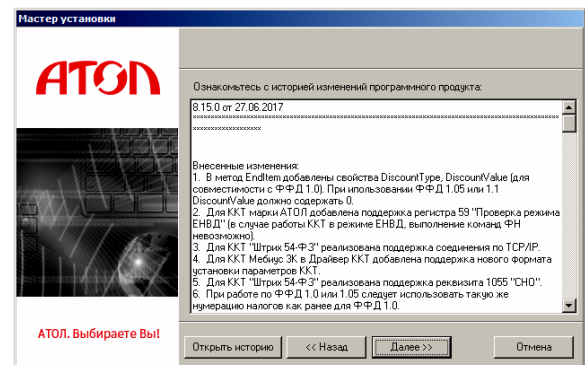 Мастер установки
АТОЛ
Ознакомьтесь с историей изменений программного продукта:
8.15.0 от 27.06.2017
Внесенные изменения:
1. В метод EndItem добавлены свойства DiscountType, DiscountValue (для
совместимости с ФФД 1.0). При ипользовании ФФД 1.05 или 1.1
DiscountValue должно содержать 0.
2. Для ККТ марки АТОЛ добавлена поддержка регистра 59 "Проверка режима
ЕНВД" (в случае работы ККТ в режиме ЕНВД, выполнение команд ФН
невозможно).
3. Для ККТ "Штрих 54-ФЗ" реализована поддержка соединения по TCP/IP.
4. Для ККТ Мебиус 3К в Драйвер ККТ добавлена поддержка нового формата
установки параметров ККТ.
5. Для ККТ "Штрих 54-ФЗ" реализована поддержка реквизита 1055 "СНО".
6. При работе по ФФД 1.0 или 1.05 следует использовать такую же
нумерацию налогов как ранее для ФФД 1.0.
АТОЛ. Выбираете Вы!
Открыть историю
<< Назад
Далее >>
Отмена